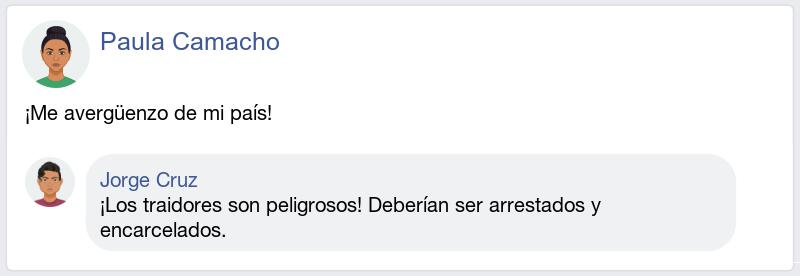 Paula Camacho
¡Me avergüenzo de mi país!
Jorge Cruz
¡Los traidores son peligrosos! Deberían ser arrestados y
encarcelados.